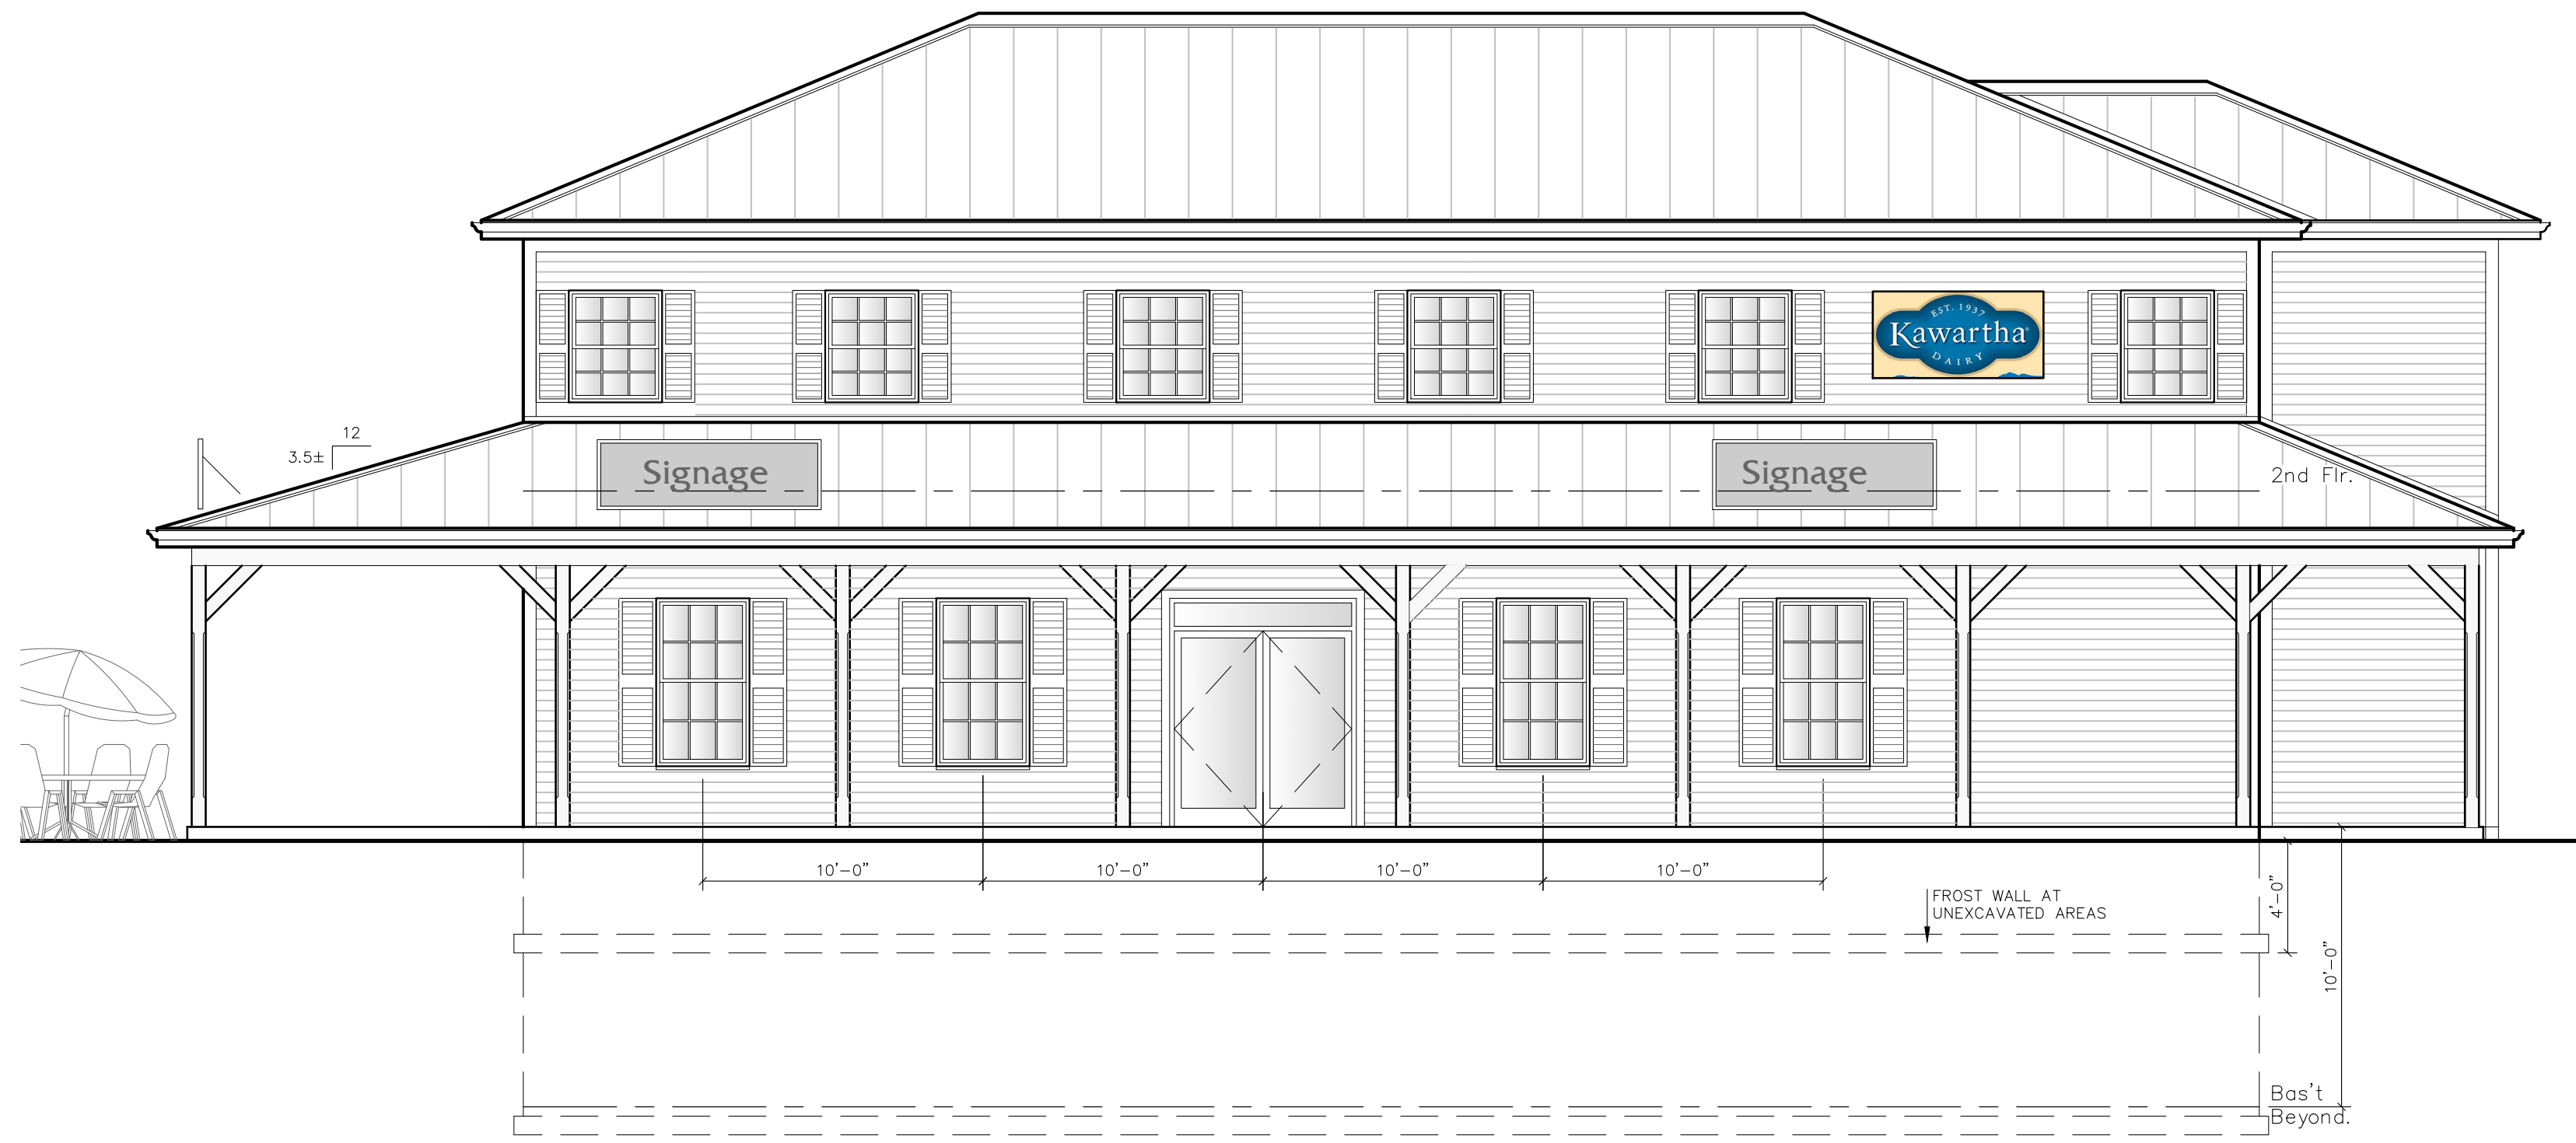 EST. 1937
Kawartha®
DAIRY
12
3.5±
Signage
Signage
2nd Flr.
10'-0"
10'-0"
10'-0"
10'-0"
FROST WALL AT
UNEXCAVATED AREAS
4'-0"
10'-0"
Bas't
Beyond.